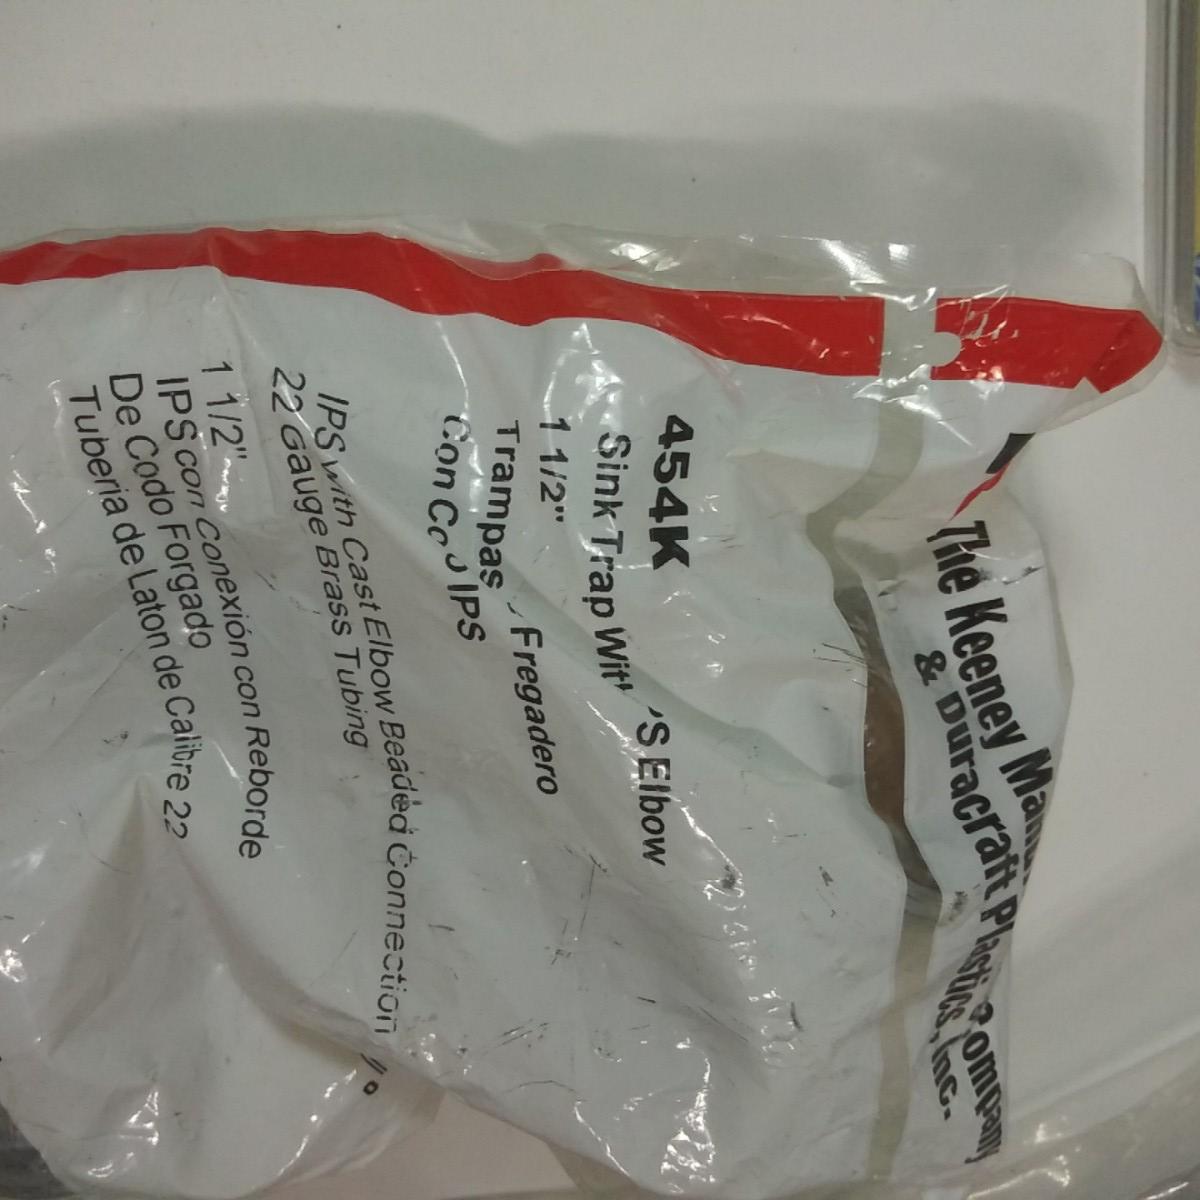 The Keeney
& Duracraft Plastics, Inc.
454K
Sink Trap Elbow
1 1/2"
Trampas Fregadero
Con IPS
IPS with Cast Elbow Beaded Connection
22 Gauge Brass Tubing
1 1/2"
IPS con Conexión con Reborde
De Codo Forgado
Tuberia de Laton de Calibre 22